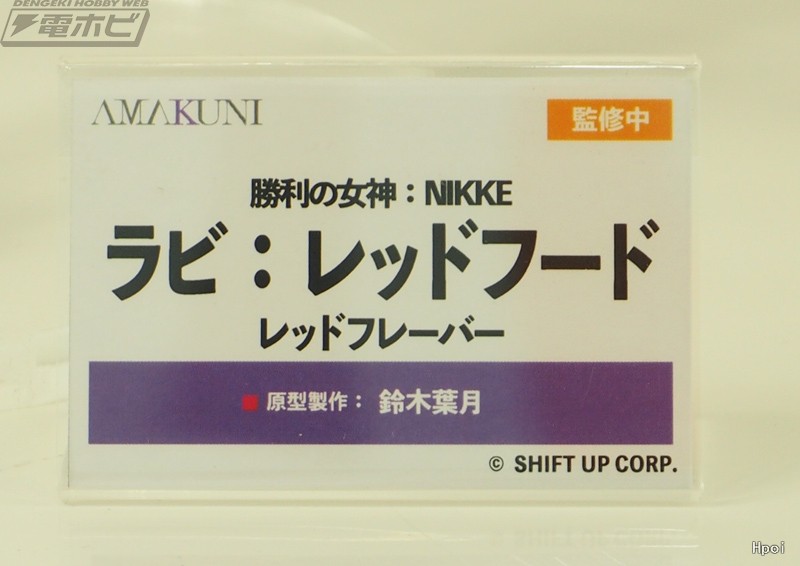 DENGEKI HOBBY WEB
電ホビ
AMAKUNI
監修中
勝利の女神：NIKKE
ラビ：レッドフード
レッドフレーバー
■ 原型製作： 鈴木葉月
© SHIFT UP CORP.
Hpoi